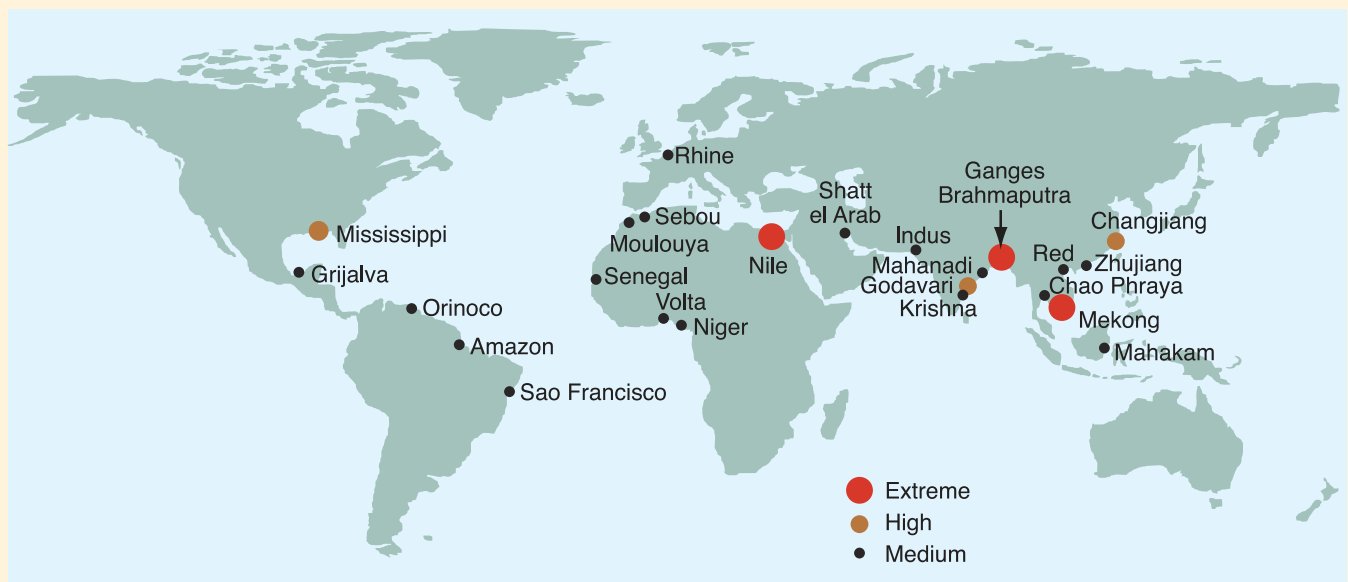 Rhine
Ganges
Brahmaputra
Shatt
el Arab
Sebou
Moulouya
Changjiang
Mississippi
Indus
Nile
Red
Zhujiang
Mahanadi
Grijalva
Senegal
Godavari
Chao Phraya
Volta
Krishna
Orinoco
Niger
Mekong
Amazon
Mahakam
Sao Francisco
Extreme
High
Medium